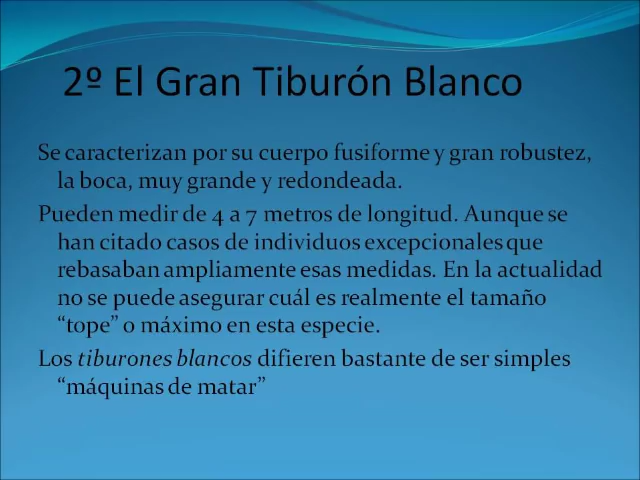 2º El Gran Tiburón Blanco
Se caracterizan por su cuerpo fusiforme y gran robustez,
la boca, muy grande y redondeada.
Pueden medir de 4 a 7 metros de longitud. Aunque se
han citado casos de individuos excepcionales que
rebasaban ampliamente esas medidas. En la actualidad
no se puede asegurar cuál es realmente el tamaño
“tope” o máximo en esta especie.
Los tiburones blancos difieren bastante de ser simples
“máquinas de matar”